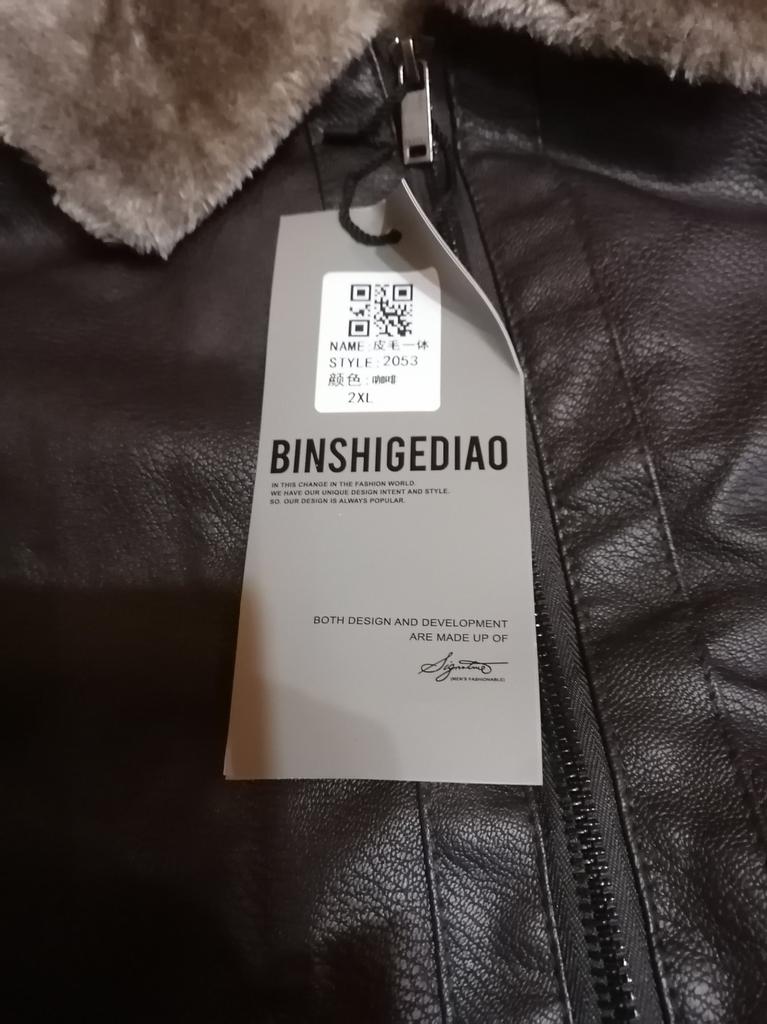 NAME:皮毛一体
STYLE:2053
颜色:咖啡
2XL
BINSHIGEDIAO
IN THIS CHANGE IN THE FASHION WORLD.
WE HAVE OUR UNIQUE DESIGN INTENT AND STYLE.
SO. OUR DESIGN IS ALWAYS POPULAR.
BOTH DESIGN AND DEVELOPMENT
ARE MADE UP OF
Signature
(MEN'S FASHIONABLE)